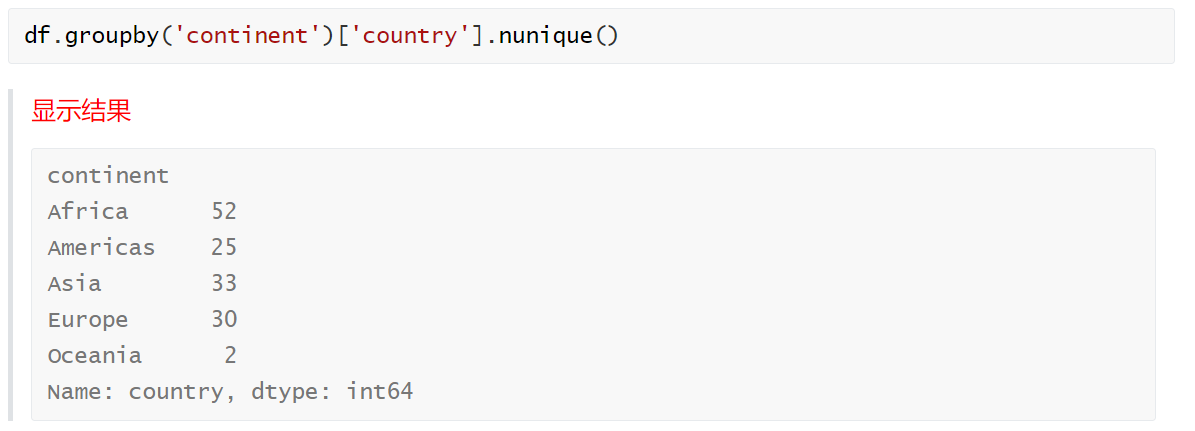 df.groupby('continent')['country'].nunique()
显示结果
continent
Africa      52
Americas    25
Asia        33
Europe      30
Oceania      2
Name: country, dtype: int64